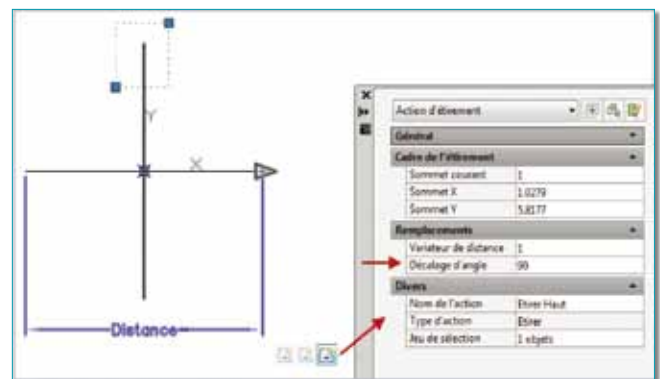 Y
X
Distance
Action d'étirement
Général
Cadre de l'étirement
Sommet courant 1
Sommet X 1.0279
Sommet Y 5.8177
Remplacements
Variateur de distance 1
Décalage d'angle 90
Divers
Nom de l'action Etirer Haut
Type d'action Etirer
Jeu de sélection 1 objets